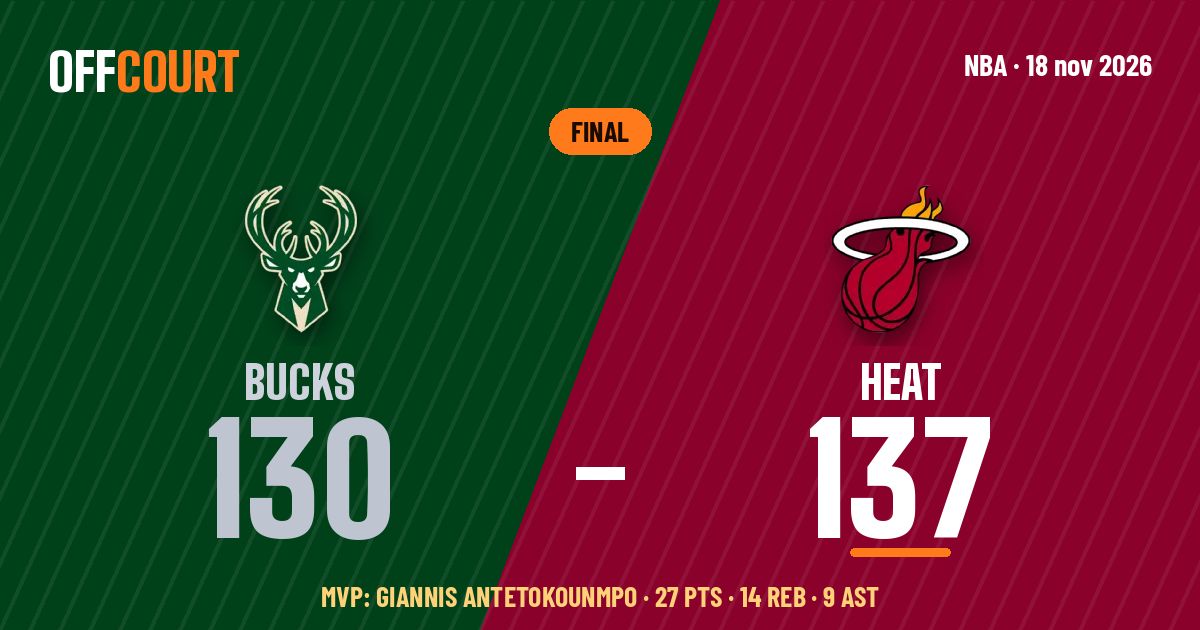 OFFCOURT
NBA · 18 nov 2026
FINAL
BUCKS
HEAT
130 – 137
MVP: GIANNIS ANTETOKOUNMPO · 27 PTS · 14 REB · 9 AST